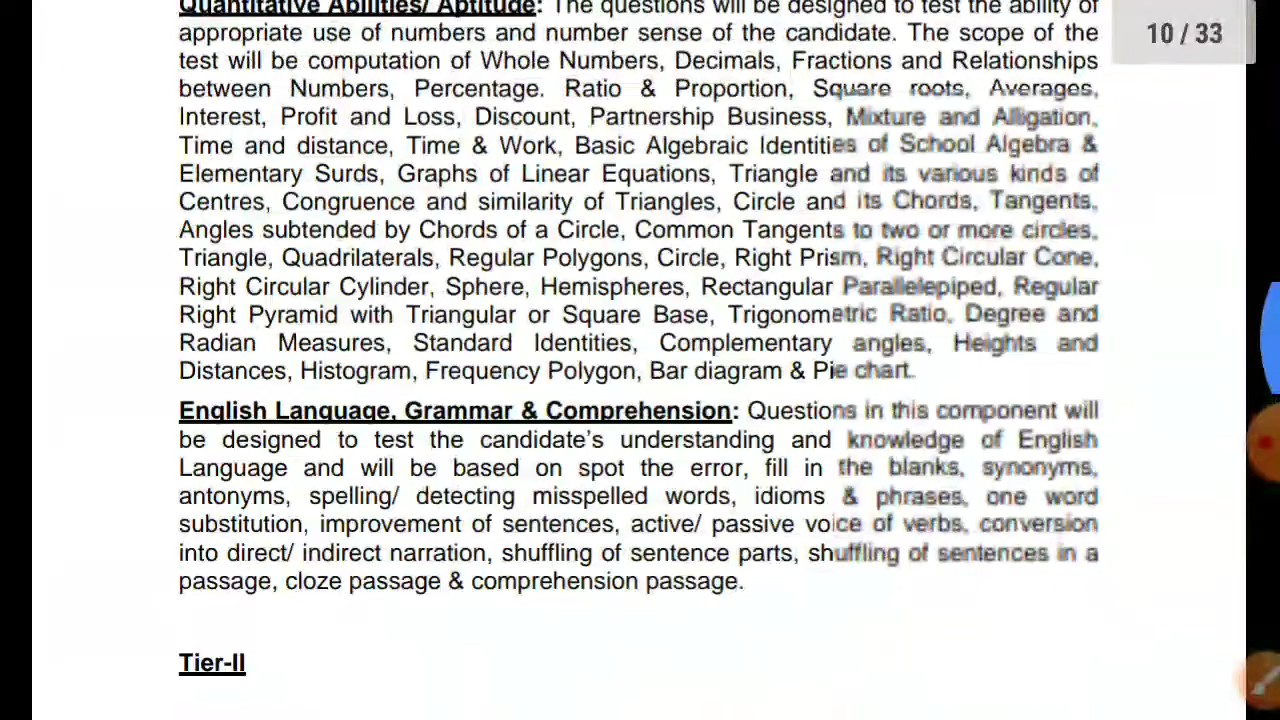 Quantitative Abilities/ Aptitude: The questions will be designed to test the ability of
appropriate use of numbers and number sense of the candidate. The scope of the
test will be computation of Whole Numbers, Decimals, Fractions and Relationships
between Numbers, Percentage. Ratio & Proportion, Square roots, Averages,
Interest, Profit and Loss, Discount, Partnership Business, Mixture and Alligation,
Time and distance, Time & Work, Basic Algebraic Identities of School Algebra &
Elementary Surds, Graphs of Linear Equations, Triangle and its various kinds of
Centres, Congruence and similarity of Triangles, Circle and its Chords, Tangents,
Angles subtended by Chords of a Circle, Common Tangents to two or more circles,
Triangle, Quadrilaterals, Regular Polygons, Circle, Right Prism, Right Circular Cone,
Right Circular Cylinder, Sphere, Hemispheres, Rectangular Parallelepiped, Regular
Right Pyramid with Triangular or Square Base, Trigonometric Ratio, Degree and
Radian Measures, Standard Identities, Complementary angles, Heights and
Distances, Histogram, Frequency Polygon, Bar diagram & Pie chart.
English Language, Grammar & Comprehension: Questions in this component will
be designed to test the candidate's understanding and knowledge of English
Language and will be based on spot the error, fill in the blanks, synonyms,
antonyms, spelling/ detecting misspelled words, idioms & phrases, one word
substitution, improvement of sentences, active/ passive voice of verbs, conversion
into direct/ indirect narration, shuffling of sentence parts, shuffling of sentences in a
passage, cloze passage & comprehension passage.
Tier-II
10 / 33